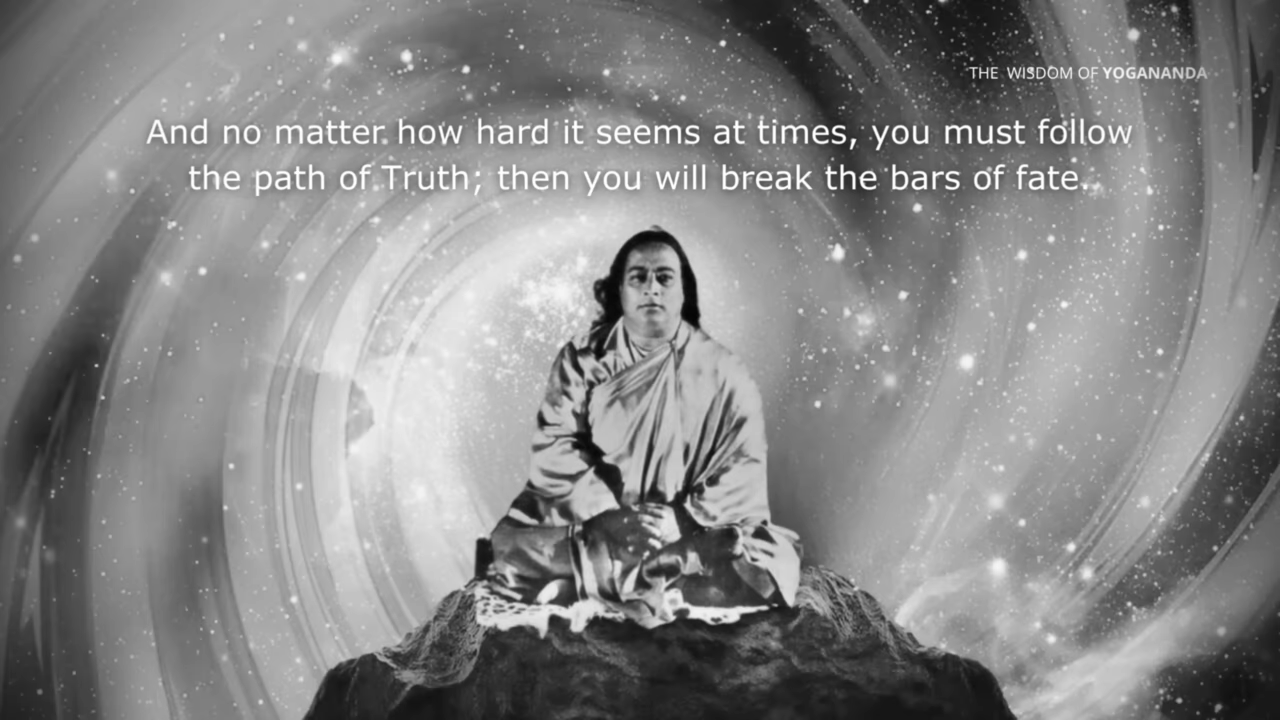 THE WISDOM OF YOGANANDA
And no matter how hard it seems at times, you must follow
the path of Truth; then you will break the bars of fate.